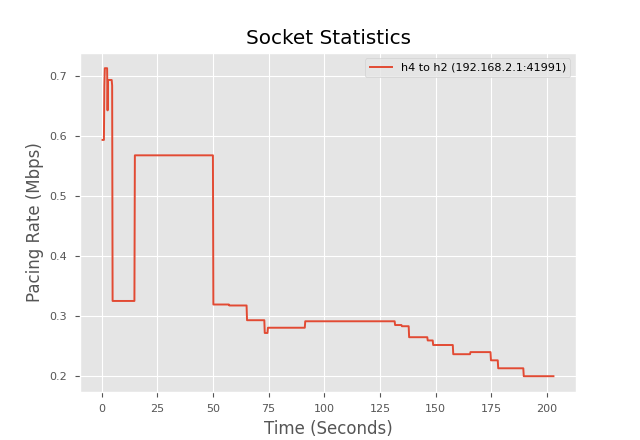 Socket Statistics
h4 to h2 (192.168.2.1:41991)
Pacing Rate (Mbps)
0.7
0.6
0.5
0.4
0.3
0.2
0 25 50 75 100 125 150 175 200
Time (Seconds)